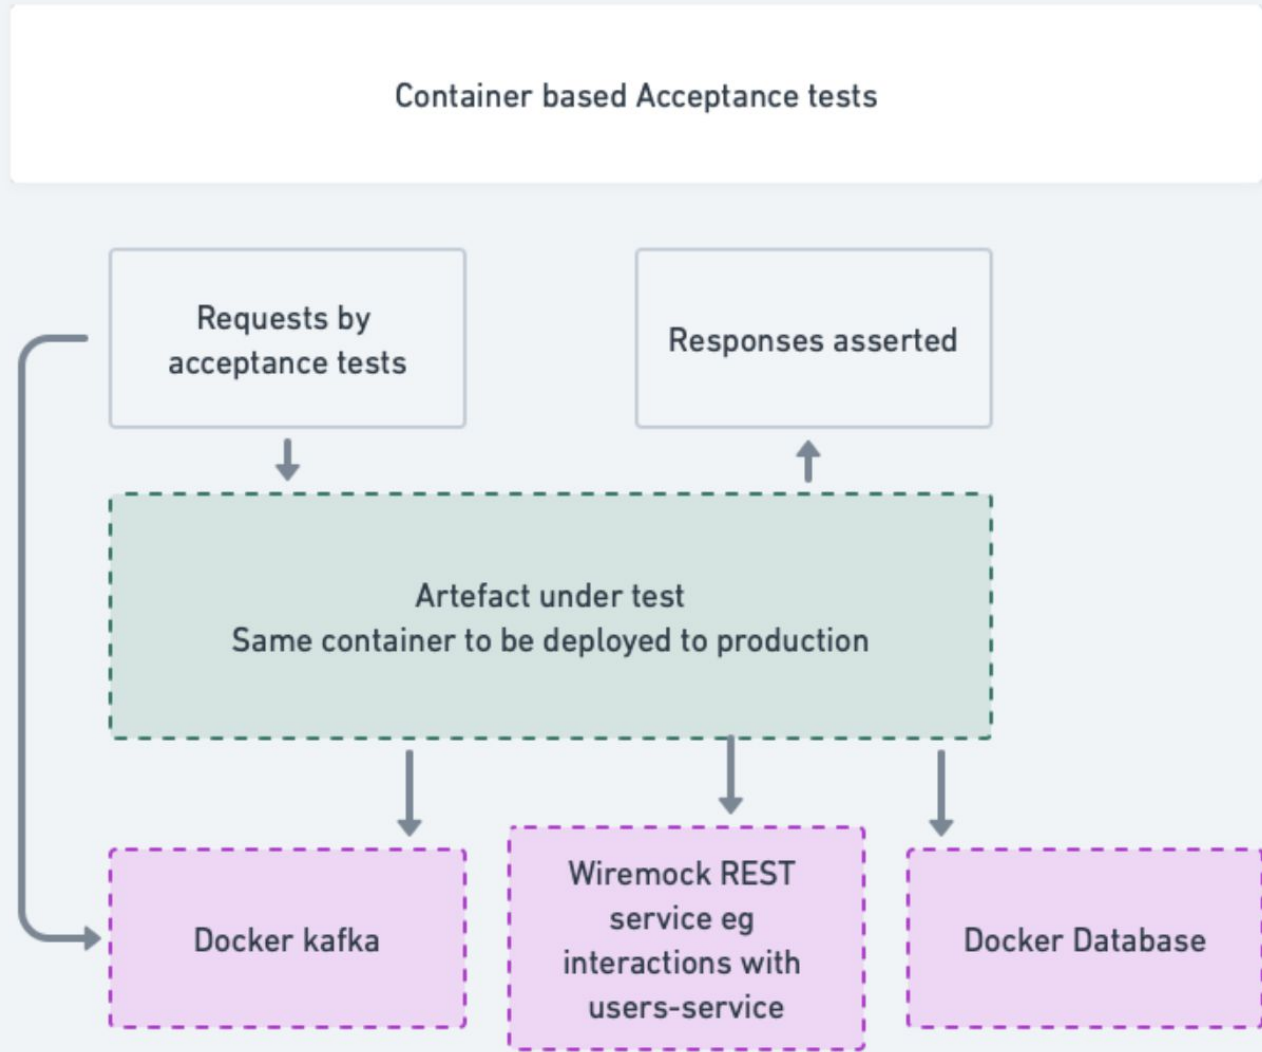 Container based Acceptance tests
Requests by
acceptance tests
Responses asserted
Artefact under test
Same container to be deployed to production
Docker kafka
Wiremock REST
service eg
interactions with
users-service
Docker Database